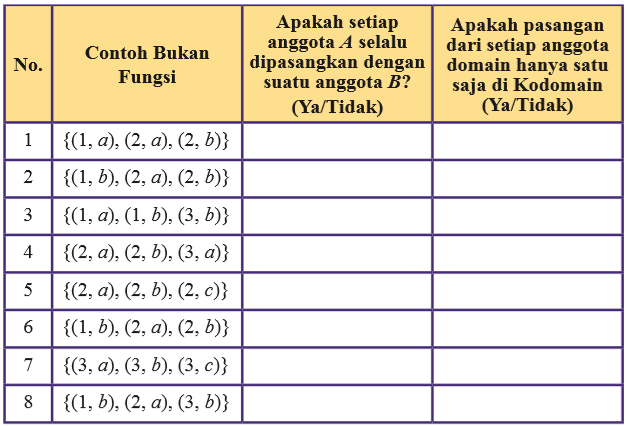 No.
Contoh Bukan
Fungsi
Apakah setiap
anggota A selalu
dipasangkan dengan
suatu anggota B?
(Ya/Tidak)
Apakah pasangan
dari setiap anggota
domain hanya satu
saja di Kodomain
(Ya/Tidak)
1 {(1, a), (2, a), (2, b)}
2 {(1, b), (2, a), (2, b)}
3 {(1, a), (1, b), (3, b)}
4 {(2, a), (2, b), (3, a)}
5 {(2, a), (2, b), (2, c)}
6 {(1, b), (2, a), (2, b)}
7 {(3, a), (3, b), (3, c)}
8 {(1, b), (2, a), (3, b)}